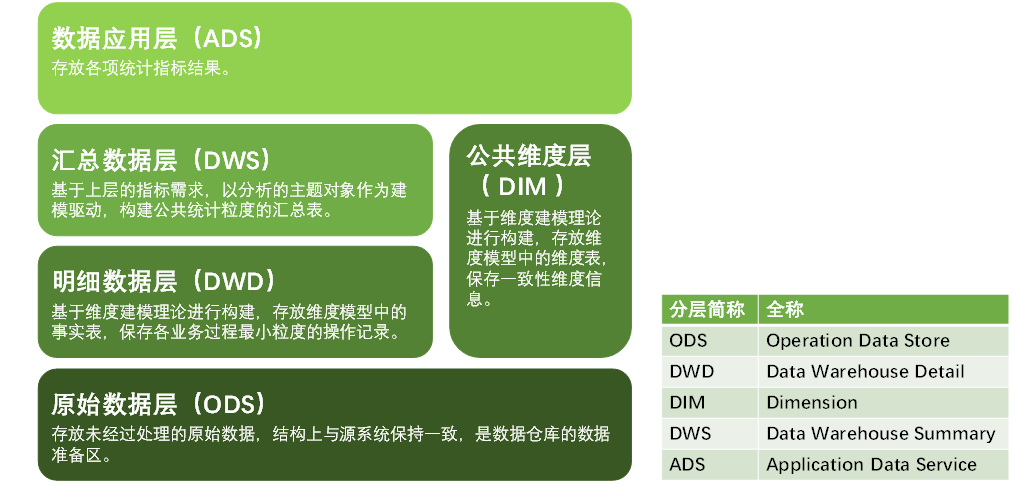 数据应用层（ADS）
存放各项统计指标结果。
汇总数据层（DWS）
基于上层的指标需求，以分析的主题对象作为建
模驱动，构建公共统计粒度的汇总表。
公共维度层
（ DIM ）
基于维度建模理论
进行构建，存放维
度模型中的维度表，
保存一致性维度信
息。
明细数据层（DWD）
基于维度建模理论进行构建，存放维度模型中的
事实表，保存各业务过程最小粒度的操作记录。
原始数据层（ODS）
存放未经过处理的原始数据，结构上与源系统保持一致，是数据仓库的数据
准备区。
分层简称 全称
ODS Operation Data Store
DWD Data Warehouse Detail
DIM Dimension
DWS Data Warehouse Summary
ADS Application Data Service